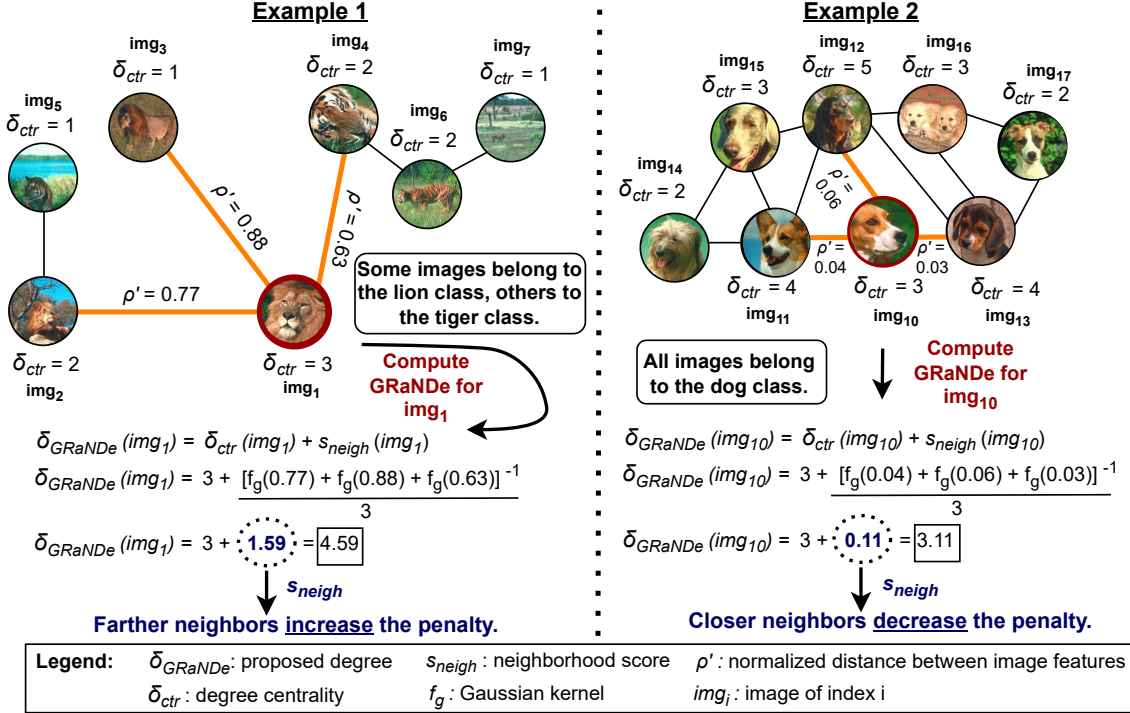 Example 1
img3
δctr = 1
img4
δctr = 2
img7
δctr = 1
img5
δctr = 1
img6
δctr = 2
ρ' = 0.88
ρ' = 0.63
ρ' = 0.77
Some images belong to
the lion class, others to
the tiger class.
δctr = 2
img2
δctr = 3
img1
Compute
GRaNDe for
img1
δGRaNDe (img1) = δctr (img1) + sneigh (img1)
δGRaNDe (img1) = 3 + [fg(0.77) + fg(0.88) + fg(0.63)] -1
3
δGRaNDe (img1) = 3 + 1.59 = 4.59
sneigh
Farther neighbors increase the penalty.
Example 2
img12
δctr = 5
img16
δctr = 3
img15
δctr = 3
img17
δctr = 2
img14
δctr = 2
ρ' =
0.06
ρ' =
0.04
ρ' =
0.03
δctr = 4
img11
δctr = 3
img10
δctr = 4
img13
All images belong
to the dog class.
Compute
GRaNDe for
img10
δGRaNDe (img10) = δctr (img10) + sneigh (img10)
δGRaNDe (img10) = 3 + [fg(0.04) + fg(0.06) + fg(0.03)] -1
3
δGRaNDe (img10) = 3 + 0.11 = 3.11
sneigh
Closer neighbors decrease the penalty.
Legend: δGRaNDe: proposed degree sneigh : neighborhood score ρ' : normalized distance between image features
δctr : degree centrality fg : Gaussian kernel imgi : image of index i